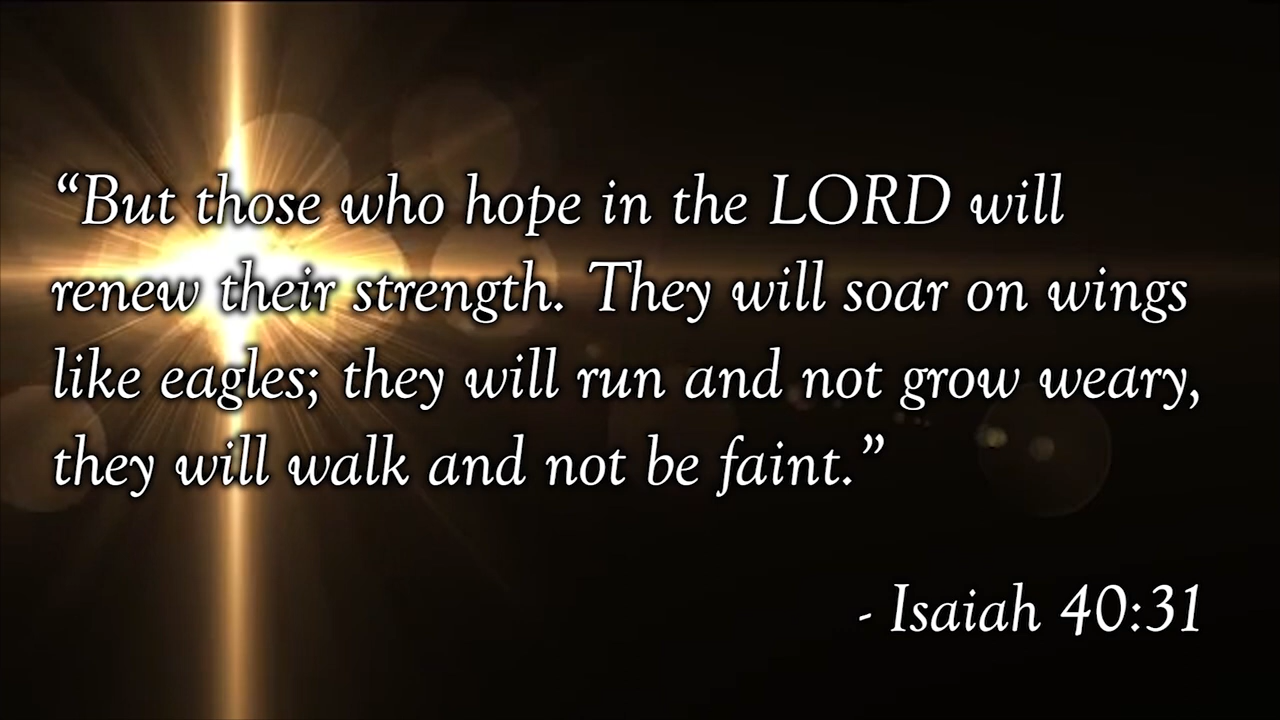 “But those who hope in the LORD will
renew their strength. They will soar on wings
like eagles; they will run and not grow weary,
they will walk and not be faint.”
- Isaiah 40:31